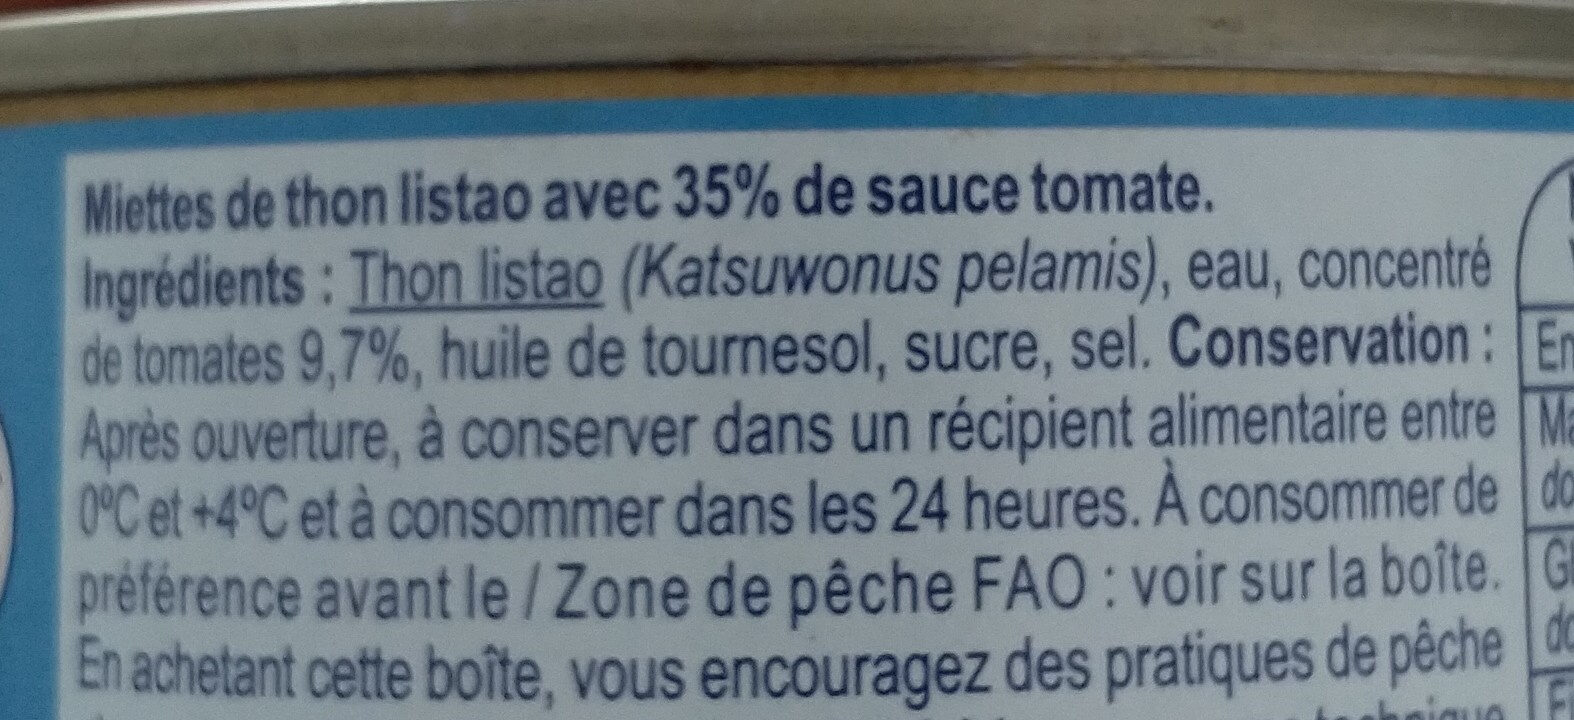 Miettes de thon listao avec 35% de sauce tomate.
Ingrédients : Thon listao (Katsuwonus pelamis), eau, concentré
de tomates 9,7%, huile de tournesol, sucre, sel. Conservation :
Après ouverture, à conserver dans un récipient alimentaire entre
0°C et +4°C et à consommer dans les 24 heures. À consommer de
préférence avant le / Zone de pêche FAO : voir sur la boîte.
En achetant cette boîte, vous encouragez des pratiques de pêche